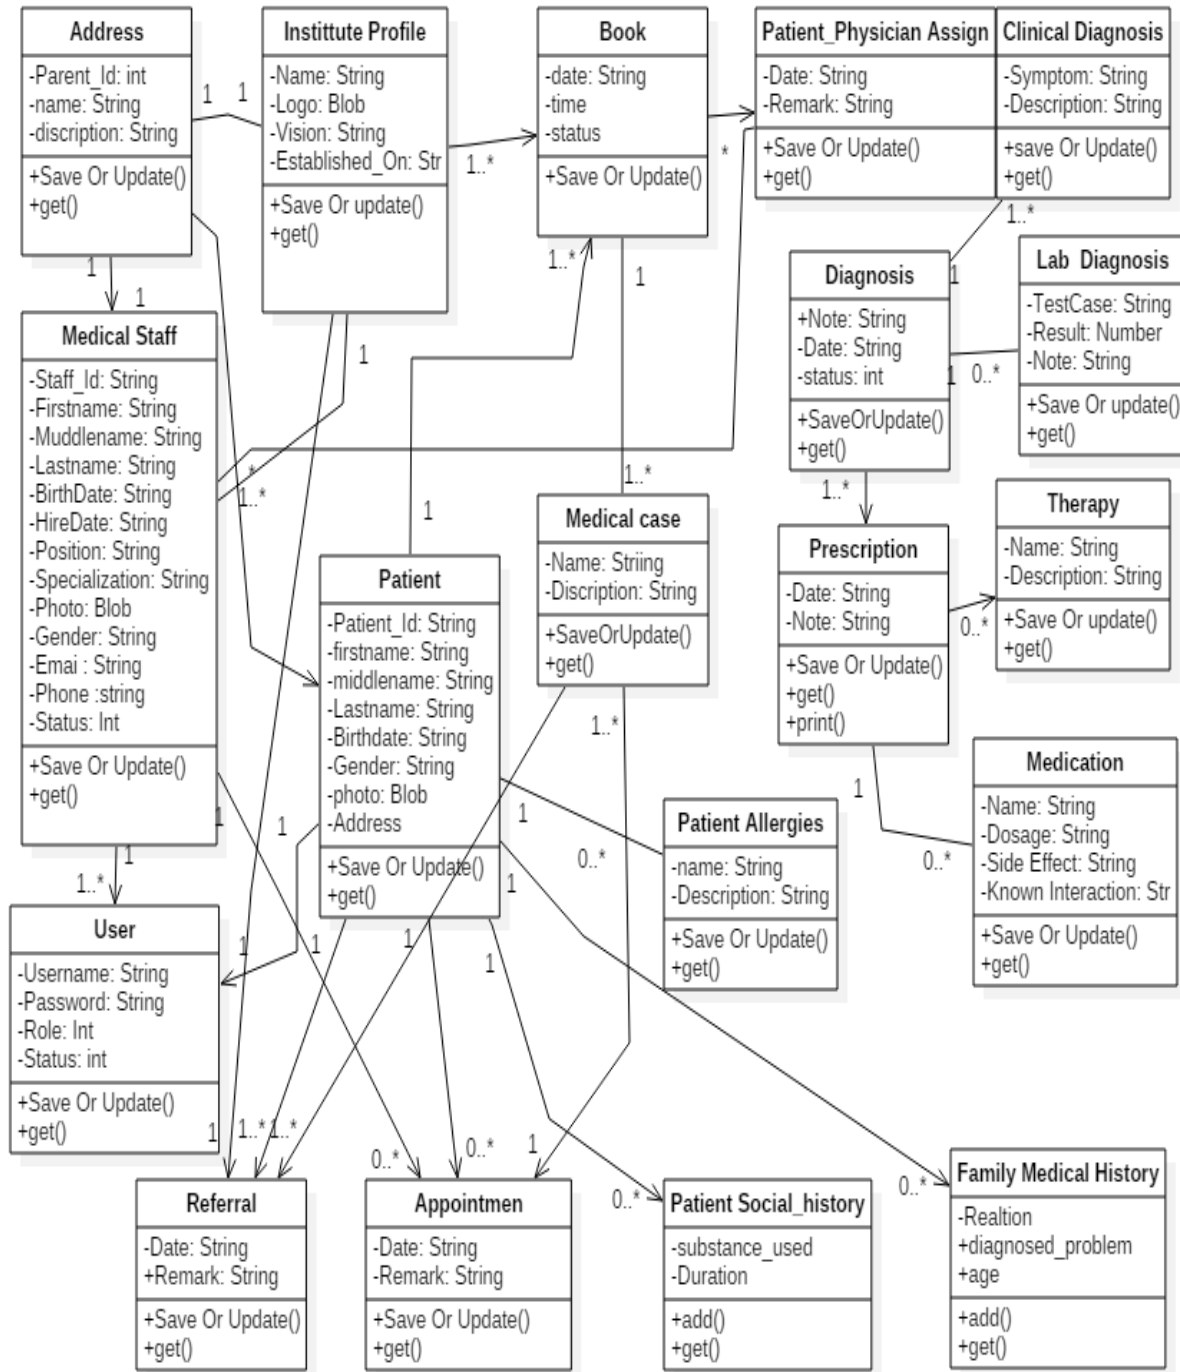 Address
-Parent_Id: int
-name: String
-discription: String
+Save Or Update()
+get()
1
1
Instittute Profile
-Name: String
-Logo: Blob
-Vision: String
-Established_On: Str
+Save Or update()
+get()
1..*
Book
-date: String
-time
-status
+Save Or Update()
*
Patient_Physician Assign
-Date: String
-Remark: String
+Save Or Update()
+get()
Clinical Diagnosis
-Symptom: String
-Description: String
+save Or update()
+get()
1..*
1
1
1
1..*
1
Diagnosis
+Note: String
-Date: String
-status: int
+SaveOrUpdate()
+get()
1
1
0..*
Lab  Diagnosis
-TestCase: String
-Result: Number
-Note: String
+Save Or update()
+get()
Medical Staff
-Staff_Id: String
-Firstname: String
-Muddlename: String
-Lastname: String
-BirthDate: String
-HireDate: String
-Position: String
-Specialization: String
-Photo: Blob
-Gender: String
-Emai : String
-Phone :string
-Status: Int
+Save Or Update()
+get()
*
1..*
1
1..*
1..*
Medical case
-Name: Striing
-Discription: String
+SaveOrUpdate()
+get()
Prescription
-Date: String
-Note: String
+Save Or Update()
+get()
+print()
0..*
Therapy
-Name: String
-Description: String
+Save Or update()
+get()
Patient
-Patient_Id: String
-firstname: String
-middlename: String
-Lastname: String
-Birthdate: String
-Gender: String
-photo: Blob
-Address
+Save Or Update()
+get()
1..*
1
1
1
0..*
Patient Allergies
-name: String
-Description: String
+Save Or Update()
+get()
1
0..*
Medication
-Name: String
-Dosage: String
-Side Effect: String
-Known Interaction: Str
+Save Or Update()
+get()
1
1..*
1
User
-Username: String
-Password: String
-Role: Int
-Status: int
+Save Or Update()
+get()
1
1
1
1
1
1..*
1..*
0..*
0..*
1
0..*
0..*
Referral
-Date: String
+Remark: String
+Save Or Update()
+get()
Appointmen
-Date: String
-Remark: String
+Save Or Update()
+get()
Patient Social_history
-substance_used
-Duration
+add()
+get()
Family Medical History
-Realtion
+diagnosed_problem
+age
+add()
+get()